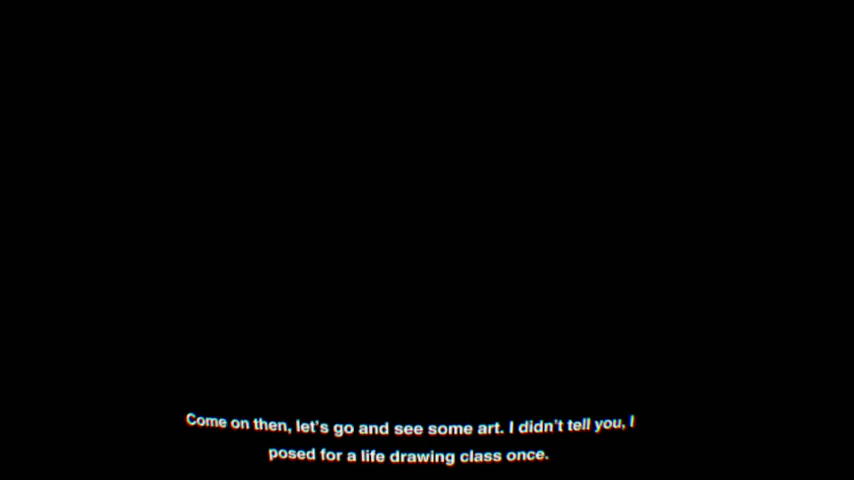 Come on then, let's go and see some art. I didn't tell you, I
posed for a life drawing class once.